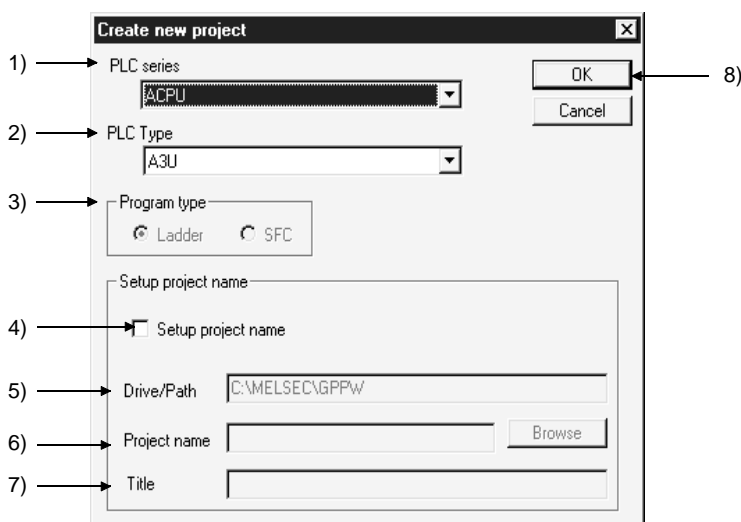 Create new project
1) PLC series
OK 8)
ACPU
Cancel
2) PLC Type
A3U
3) Program type
Ladder SFC
Setup project name
4) Setup project name
5) Drive/Path C:\MELSEC\GPPW
6) Project name Browse
7) Title